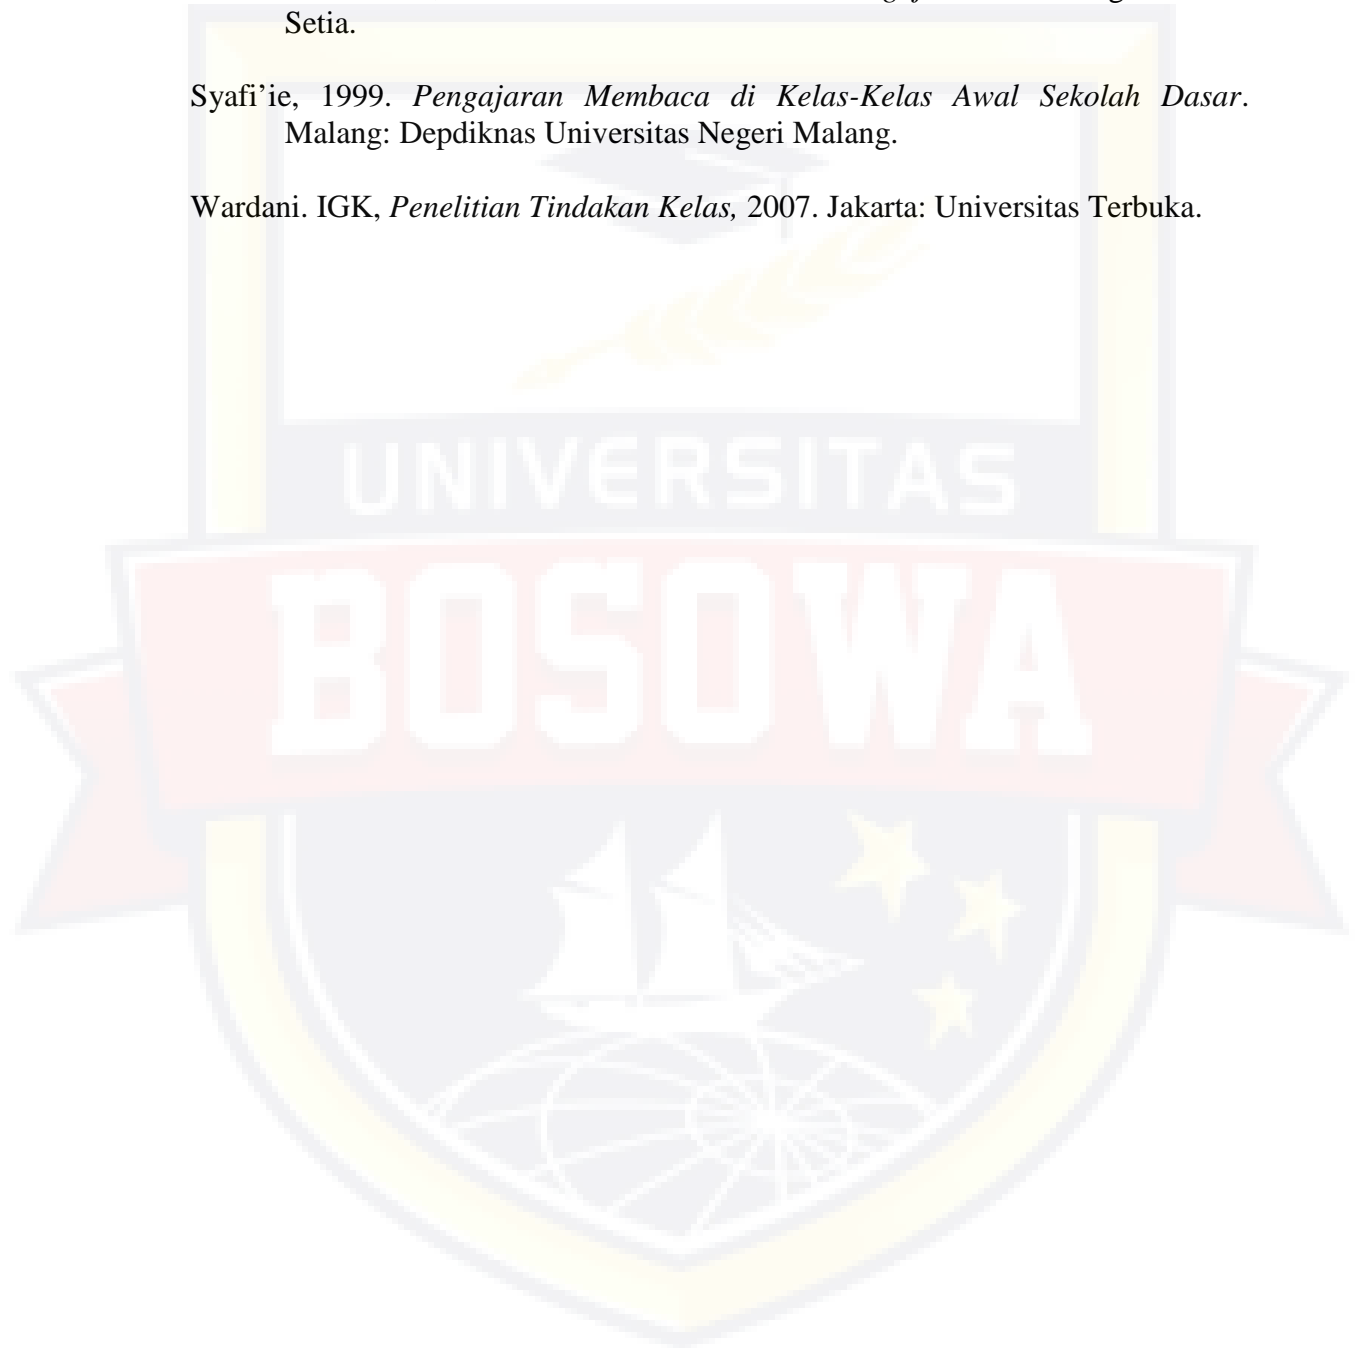 Setia.
Syafi’ie, 1999. Pengajaran Membaca di Kelas-Kelas Awal Sekolah Dasar.
Malang: Depdiknas Universitas Negeri Malang.
Wardani. IGK, Penelitian Tindakan Kelas, 2007. Jakarta: Universitas Terbuka.
UNIVERSITAS
BOSOWA